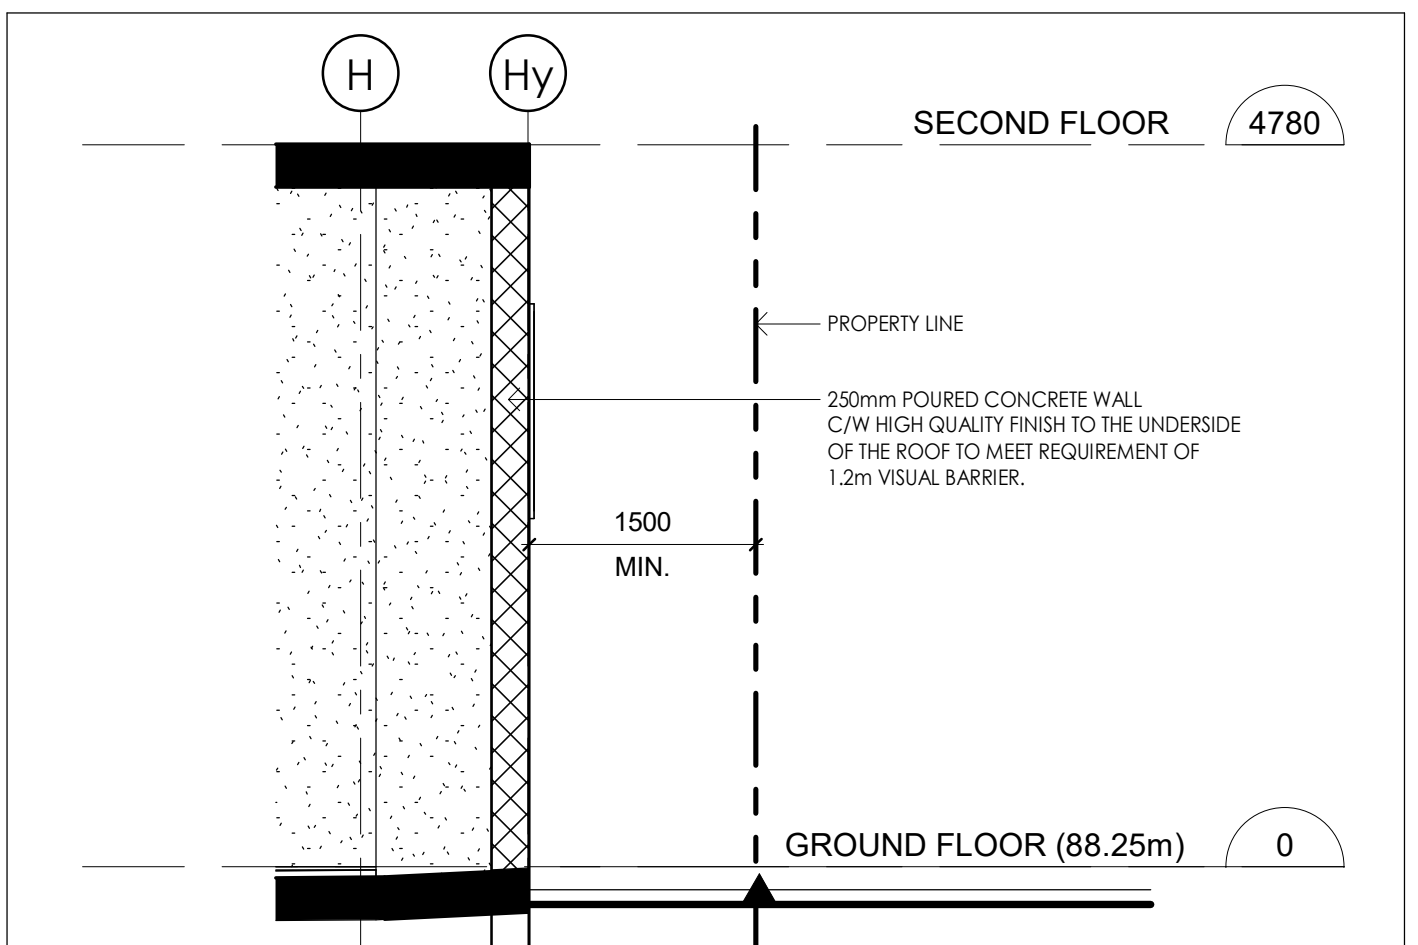 H
Hy
SECOND FLOOR
4780
PROPERTY LINE
250mm POURED CONCRETE WALL
C/W HIGH QUALITY FINISH TO THE UNDERSIDE
OF THE ROOF TO MEET REQUIREMENT OF
1.2m VISUAL BARRIER.
1500
MIN.
GROUND FLOOR (88.25m)
0